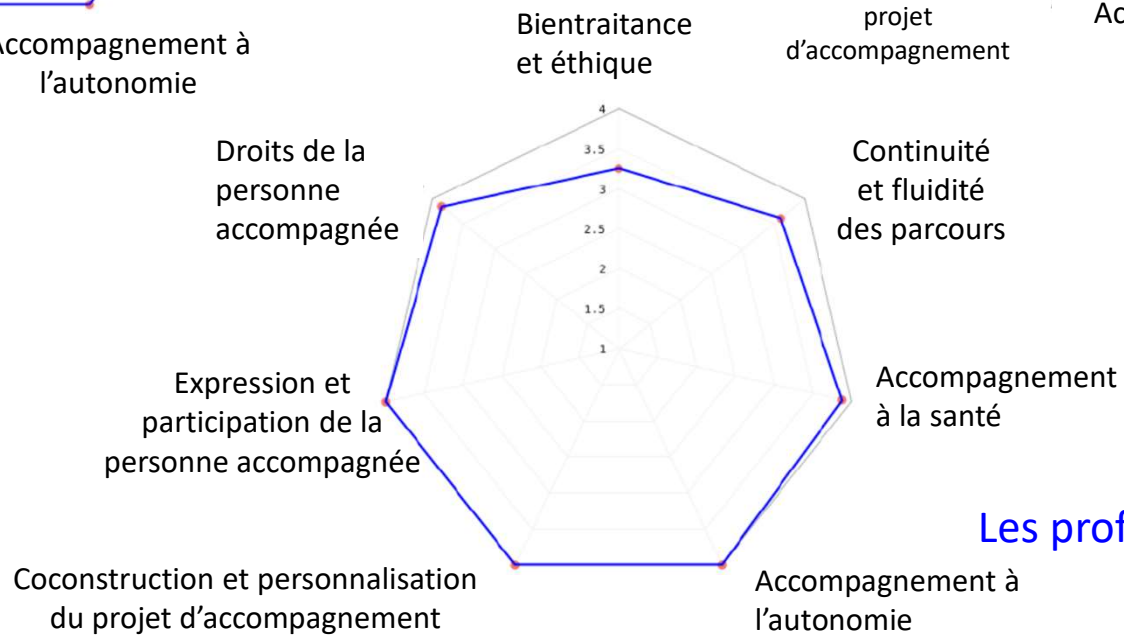 Accompagnement à
l’autonomie
Bientraitance
et éthique
projet
d’accompagnement
Ac
4
3.5
3
2.5
2
1.5
1
Droits de la
personne
accompagnée
Continuité
et fluidité
des parcours
Expression et
participation de la
personne accompagnée
Accompagnement
à la santé
Les prof
Coconstruction et personnalisation
du projet d’accompagnement
Accompagnement à
l’autonomie